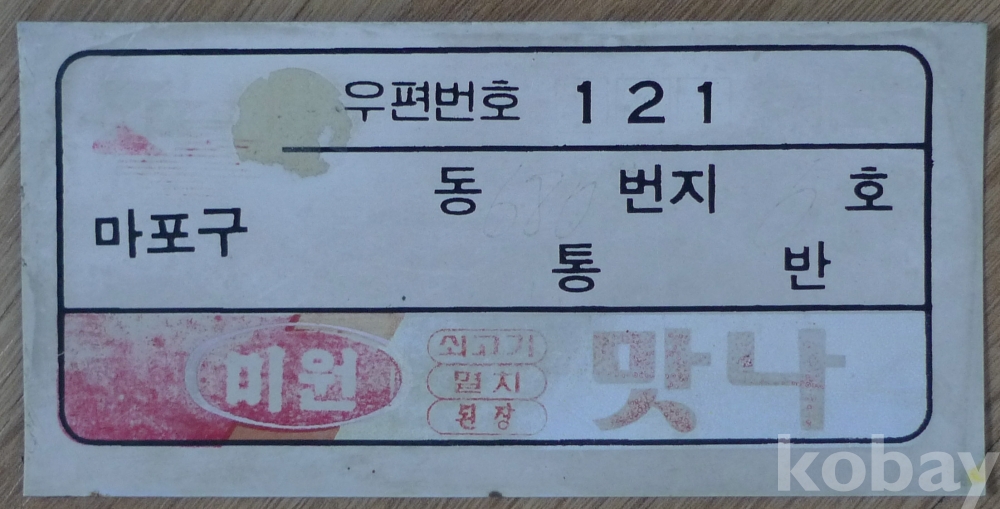 우편번호 121
동 번지 호
마포구
통 반
미원
쇠고기
멸치
된장
맛나
kobay